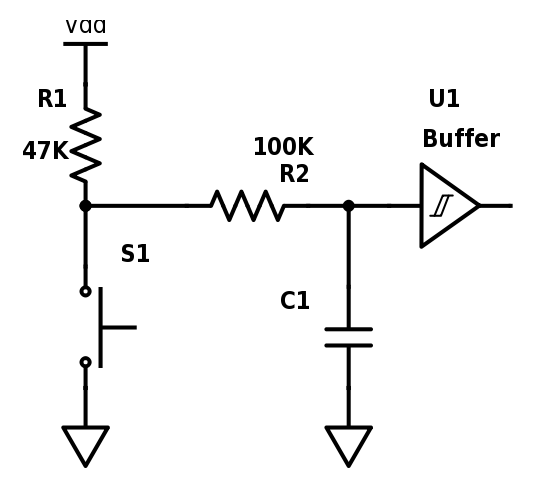 vdd
R1
47K
100K
R2
U1
Buffer
S1
C1